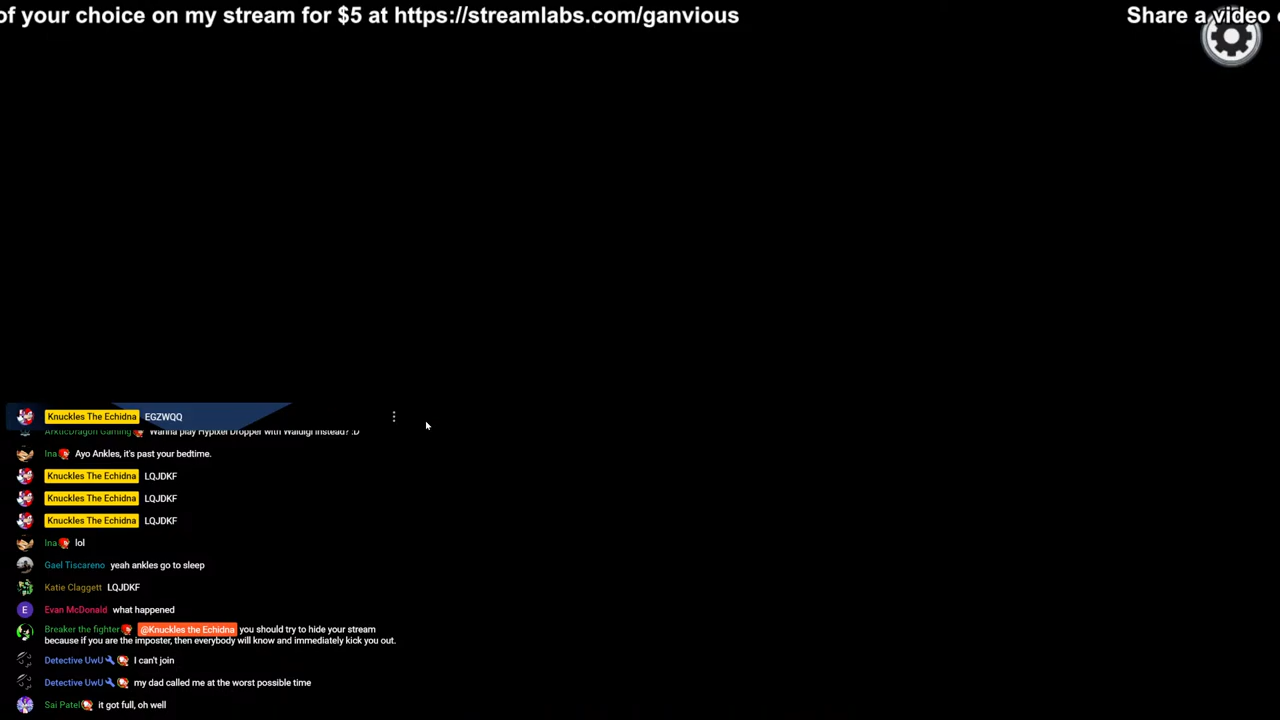 of your choice on my stream for $5 at https://streamlabs.com/ganvious Share a video
Knuckles The Echidna EGZWQQ
ArkticDragon Gaming Wanna play Hypixel Dropper with Waluigi instead? :D
Ina Ayo Ankles, it's past your bedtime.
Knuckles The Echidna LQJDKF
Knuckles The Echidna LQJDKF
Knuckles The Echidna LQJDKF
Ina lol
Gael Tiscareno yeah ankles go to sleep
Katie Claggett LQJDKF
E Evan McDonald what happened
Breaker the fighter @Knuckles the Echidna you should try to hide your stream
because if you are the imposter, then everybody will know and immediately kick you out.
Detective UwU I can't join
Detective UwU my dad called me at the worst possible time
Sai Patel it got full, oh well